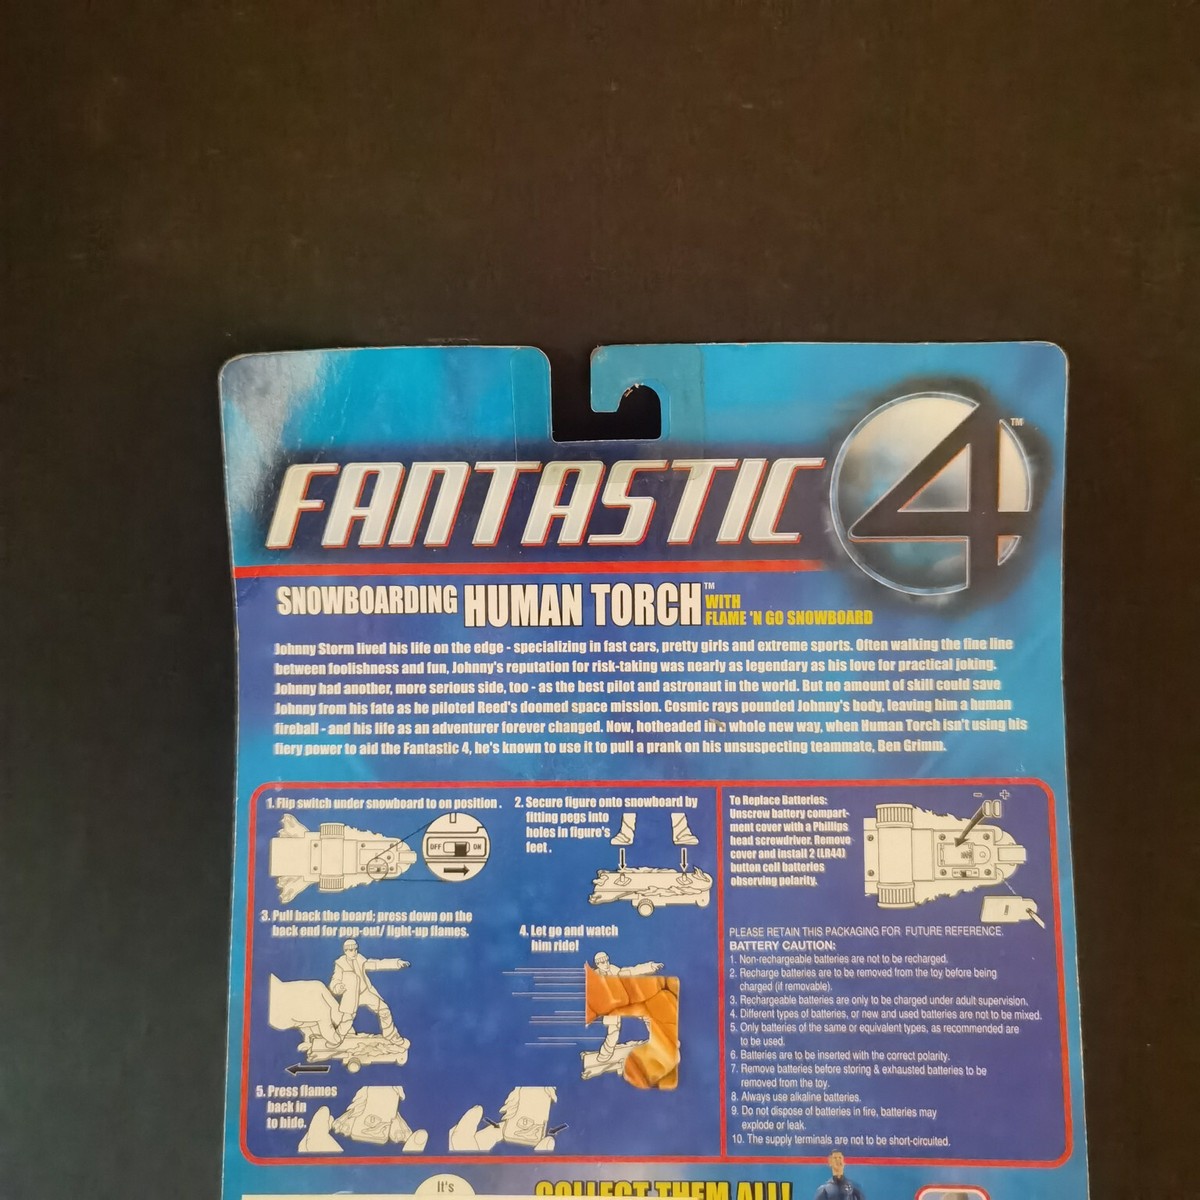 FANTASTIC 4™
SNOWBOARDING HUMAN TORCH™ WITH
FLAME 'N GO SNOWBOARD
Johnny Storm lived his life on the edge - specializing in fast cars, pretty girls and extreme sports. Often walking the fine line
between foolishness and fun, Johnny's reputation for risk-taking was nearly as legendary as his love for practical joking.
Johnny had another, more serious side, too - as the best pilot and astronaut in the world. But no amount of skill could save
Johnny from his fate as he piloted Reed's doomed space mission. Cosmic rays pounded Johnny's body, leaving him a human
fireball - and his life as an adventurer forever changed. Now, hotheaded in a whole new way, when Human Torch isn't using his
fiery power to aid the Fantastic 4, he's known to use it to pull a prank on his unsuspecting teammate, Ben Grimm.
1. Flip switch under snowboard to on position.
OFF ON
2. Secure figure onto snowboard by
fitting pegs into
holes in figure's
feet.
3. Pull back the board; press down on the
back end for pop-out/ light-up flames.
4. Let go and watch
him ride!
5. Press flames
back in
to hide.
To Replace Batteries:
Unscrew battery compart-
ment cover with a Phillips
head screwdriver. Remove
cover and install 2 (LR44)
button cell batteries
observing polarity.
- +
PLEASE RETAIN THIS PACKAGING FOR FUTURE REFERENCE.
BATTERY CAUTION:
1. Non-rechargeable batteries are not to be recharged.
2. Recharge batteries are to be removed from the toy before being
charged (if removable).
3. Rechargeable batteries are only to be charged under adult supervision.
4. Different types of batteries, or new and used batteries are not to be mixed.
5. Only batteries of the same or equivalent types, as recommended are
to be used.
6. Batteries are to be inserted with the correct polarity.
7. Remove batteries before storing & exhausted batteries to be
removed from the toy.
8. Always use alkaline batteries.
9. Do not dispose of batteries in fire, batteries may
explode or leak.
10. The supply terminals are not to be short-circuited.
It's
COLLECT THEM ALL!